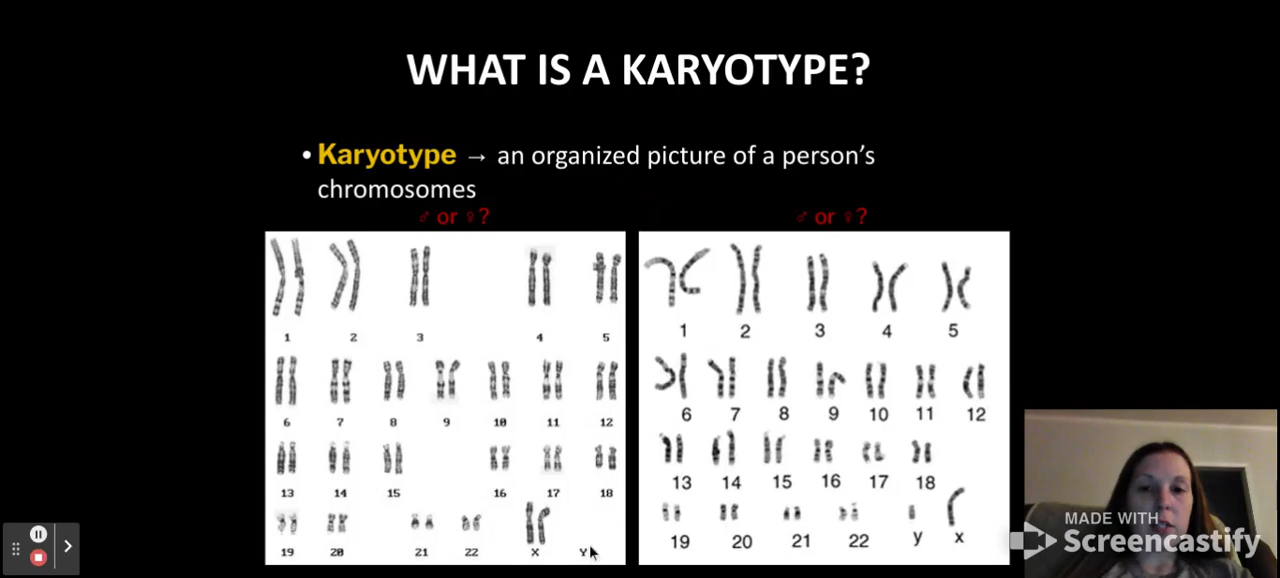 WHAT IS A KARYOTYPE?
• Karyotype → an organized picture of a person's
chromosomes
♂ or ♀?
♂ or ♀?
1 2 3 4 5
6 7 8 9 10 11 12
13 14 15 16 17 18
19 20 21 22 X Y
1 2 3 4 5
6 7 8 9 10 11 12
13 14 15 16 17 18
19 20 21 22 y x
MADE WITH
Screencastify